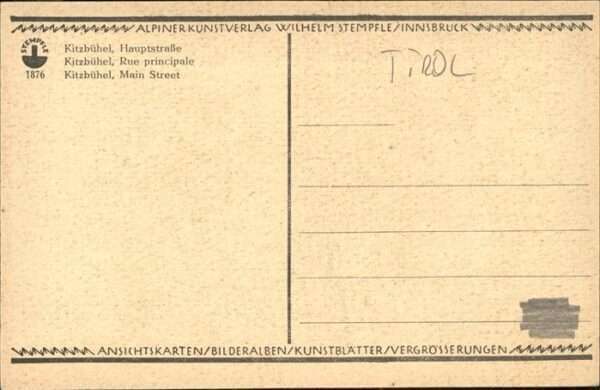 ALPINER KUNSTVERLAG WILHELM STEMPFLE/INNSBRUCK
STEMPFLE
1876
Kitzbühel, Hauptstraße
Kitzbühel, Rue principale
Kitzbühel, Main Street
TiROL
ANSICHTSKARTEN/BILDERALBEN/KUNSTBLÄTTER/VERGRÖSSERUNGEN